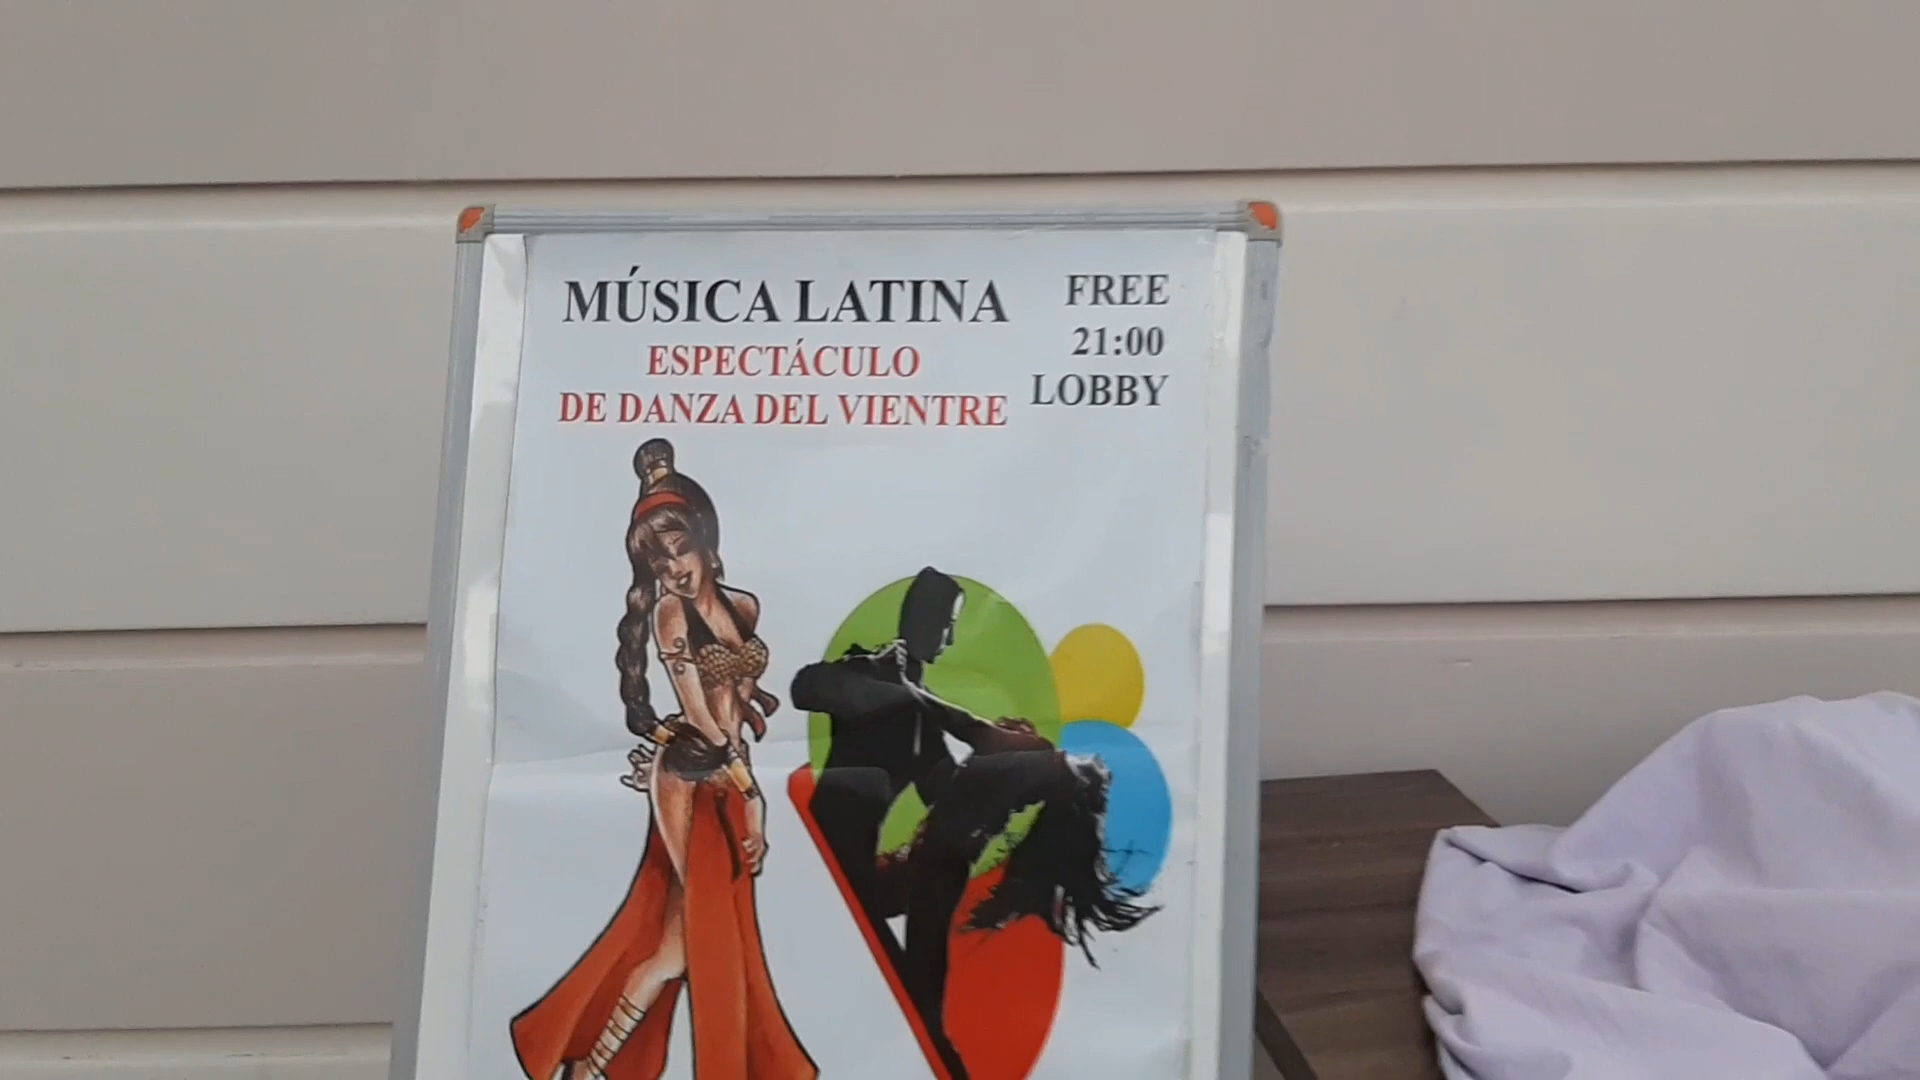 MÚSICA LATINA
ESPECTÁCULO
DE DANZA DEL VIENTRE
FREE
21:00
LOBBY